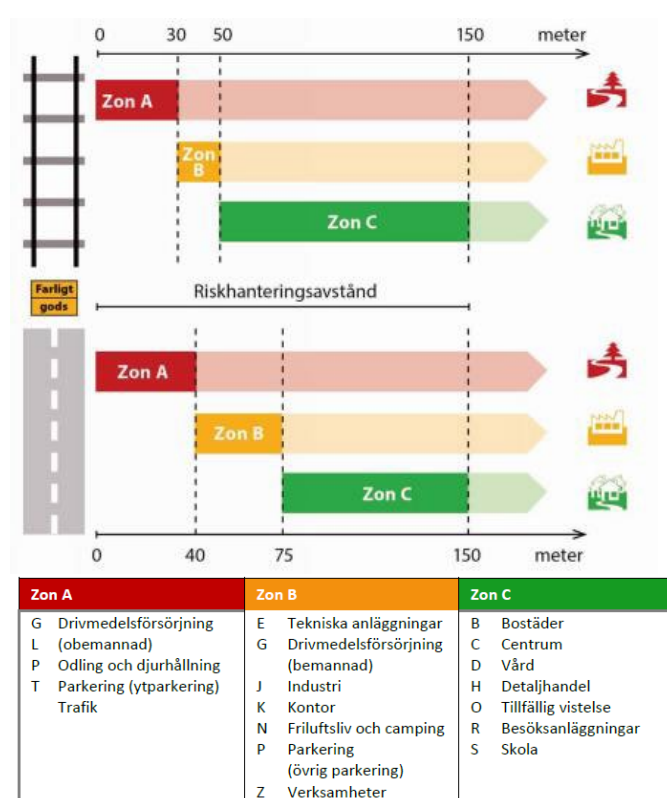 0 30 50 150 meter
Zon A
Zon
B
Zon C
Farligt
gods
Riskhanteringsavstånd
Zon A
Zon B
Zon C
0 40 75 150 meter
Zon A
G Drivmedelsförsörjning
L (obemannad)
P Odling och djurhållning
T Parkering (ytparkering)
Trafik
Zon B
E Tekniska anläggningar
G Drivmedelsförsörjning
(bemannad)
J Industri
K Kontor
N Friluftsliv och camping
P Parkering
(övrig parkering)
Z Verksamheter
Zon C
B Bostäder
C Centrum
D Vård
H Detaljhandel
O Tillfällig vistelse
R Besöksanläggningar
S Skola